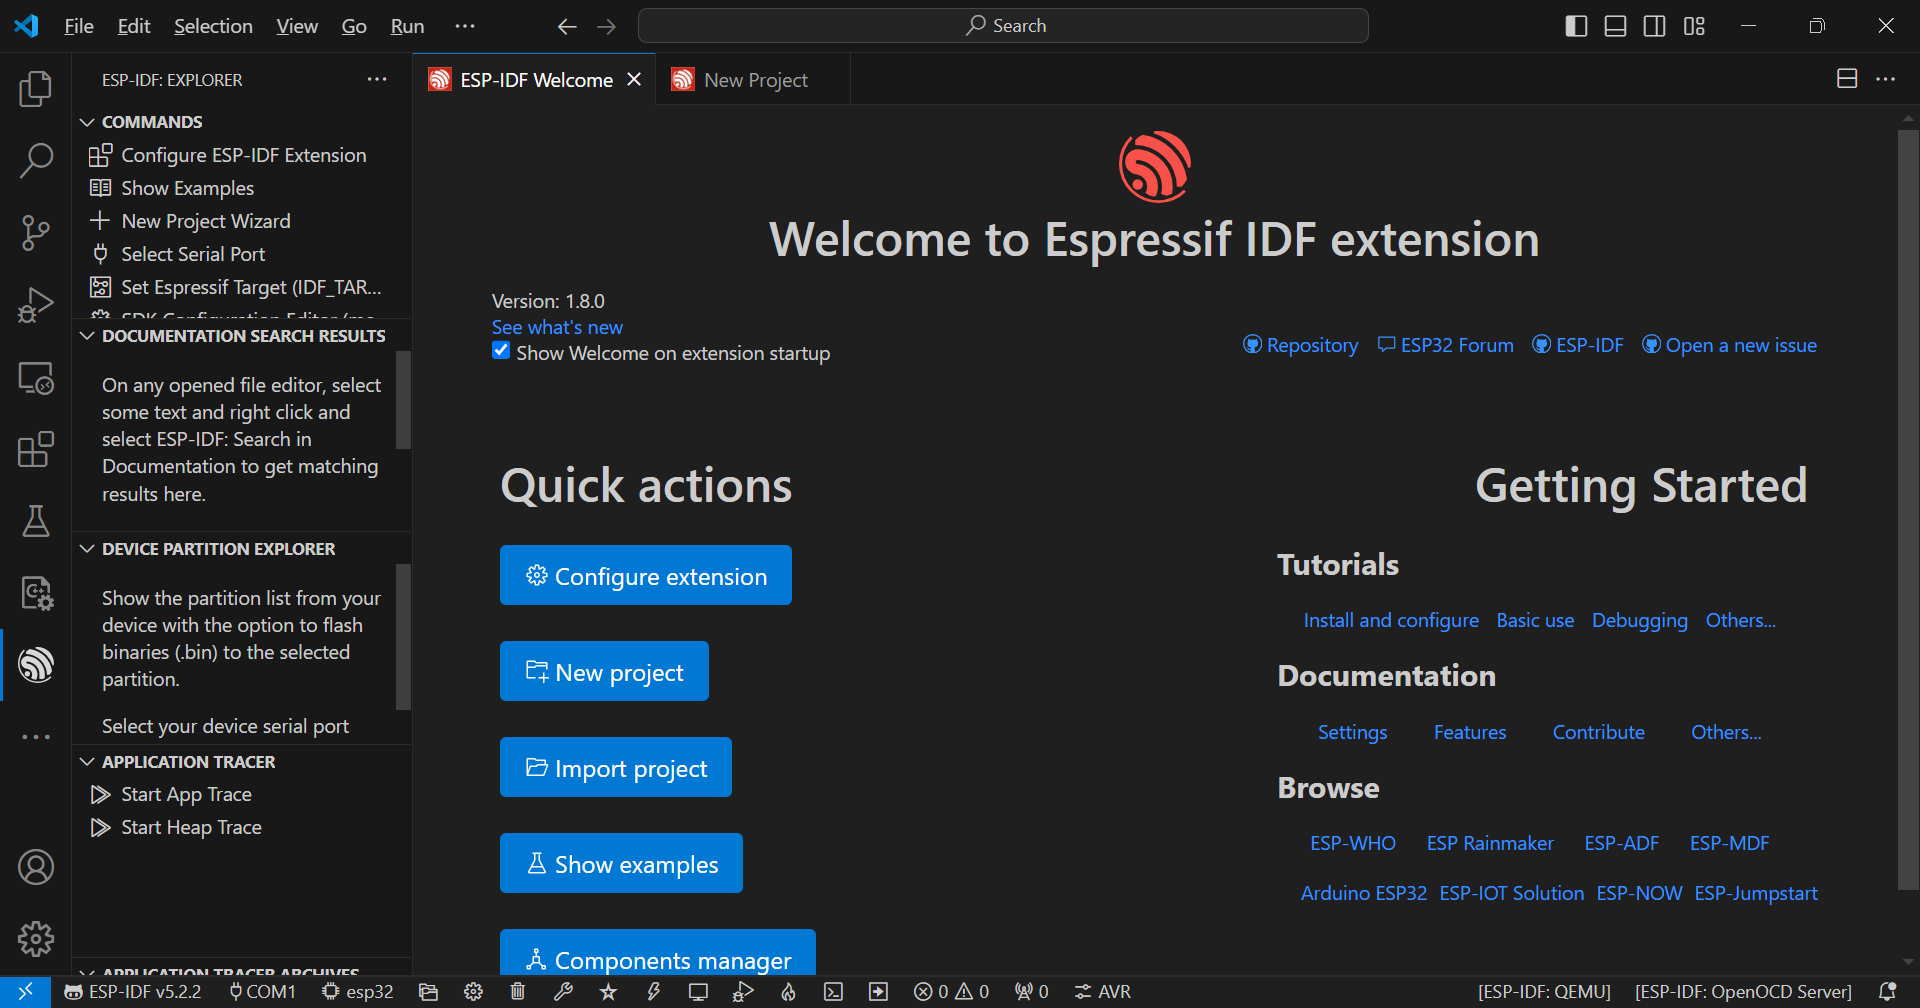 File Edit Selection View Go Run ···
Search
ESP-IDF: EXPLORER ···
ESP-IDF Welcome
New Project
COMMANDS
Configure ESP-IDF Extension
Show Examples
New Project Wizard
Select Serial Port
Set Espressif Target (IDF_TAR...
SDK Configuration Editor (me...
DOCUMENTATION SEARCH RESULTS
On any opened file editor, select
some text and right click and
select ESP-IDF: Search in
Documentation to get matching
results here.
DEVICE PARTITION EXPLORER
Show the partition list from your
device with the option to flash
binaries (.bin) to the selected
partition.
Select your device serial port
APPLICATION TRACER
Start App Trace
Start Heap Trace
APPLICATION TRACER ARCHIVES
Welcome to Espressif IDF extension
Version: 1.8.0
See what's new
Show Welcome on extension startup
Repository ESP32 Forum ESP-IDF Open a new issue
Quick actions
Configure extension
New project
Import project
Show examples
Components manager
Getting Started
Tutorials
Install and configure Basic use Debugging Others...
Documentation
Settings Features Contribute Others...
Browse
ESP-WHO ESP Rainmaker ESP-ADF ESP-MDF
Arduino ESP32 ESP-IOT Solution ESP-NOW ESP-Jumpstart
ESP-IDF v5.2.2 COM1 esp32 0 0 0 AVR [ESP-IDF: QEMU] [ESP-IDF: OpenOCD Server]